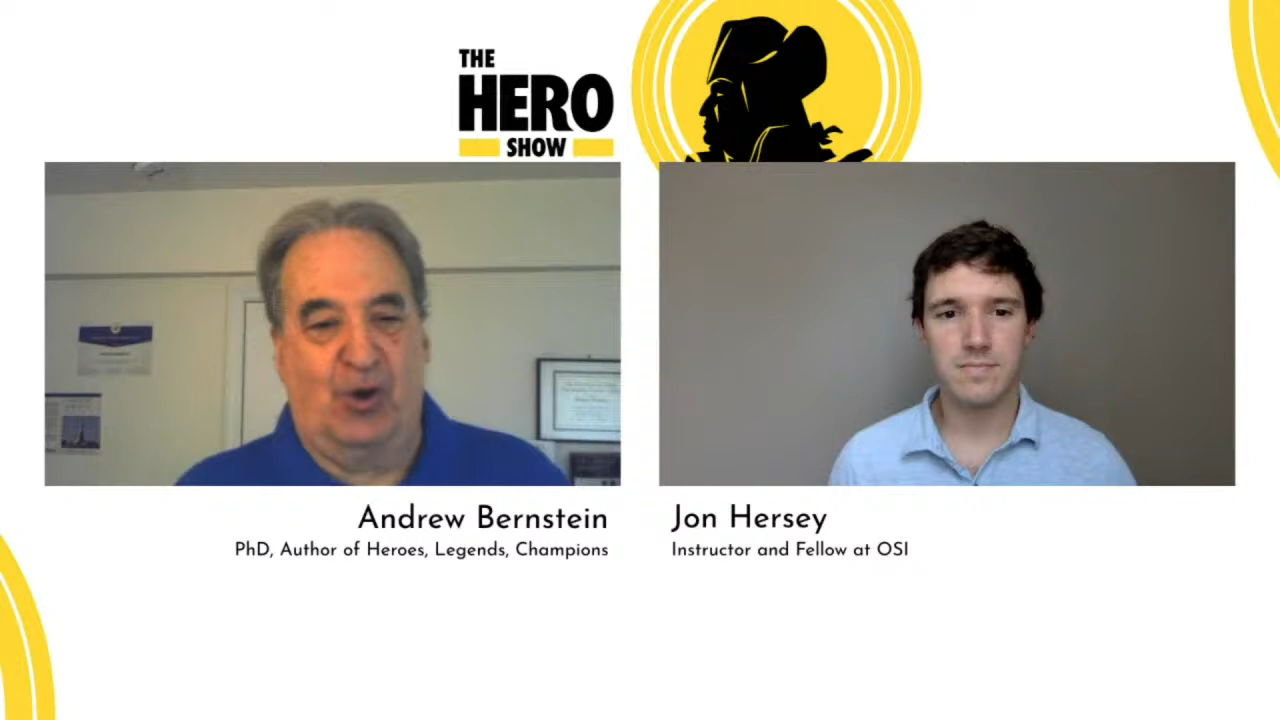 THE
HERO
SHOW
Andrew Bernstein
PhD, Author of Heroes, Legends, Champions
Jon Hersey
Instructor and Fellow at OSI